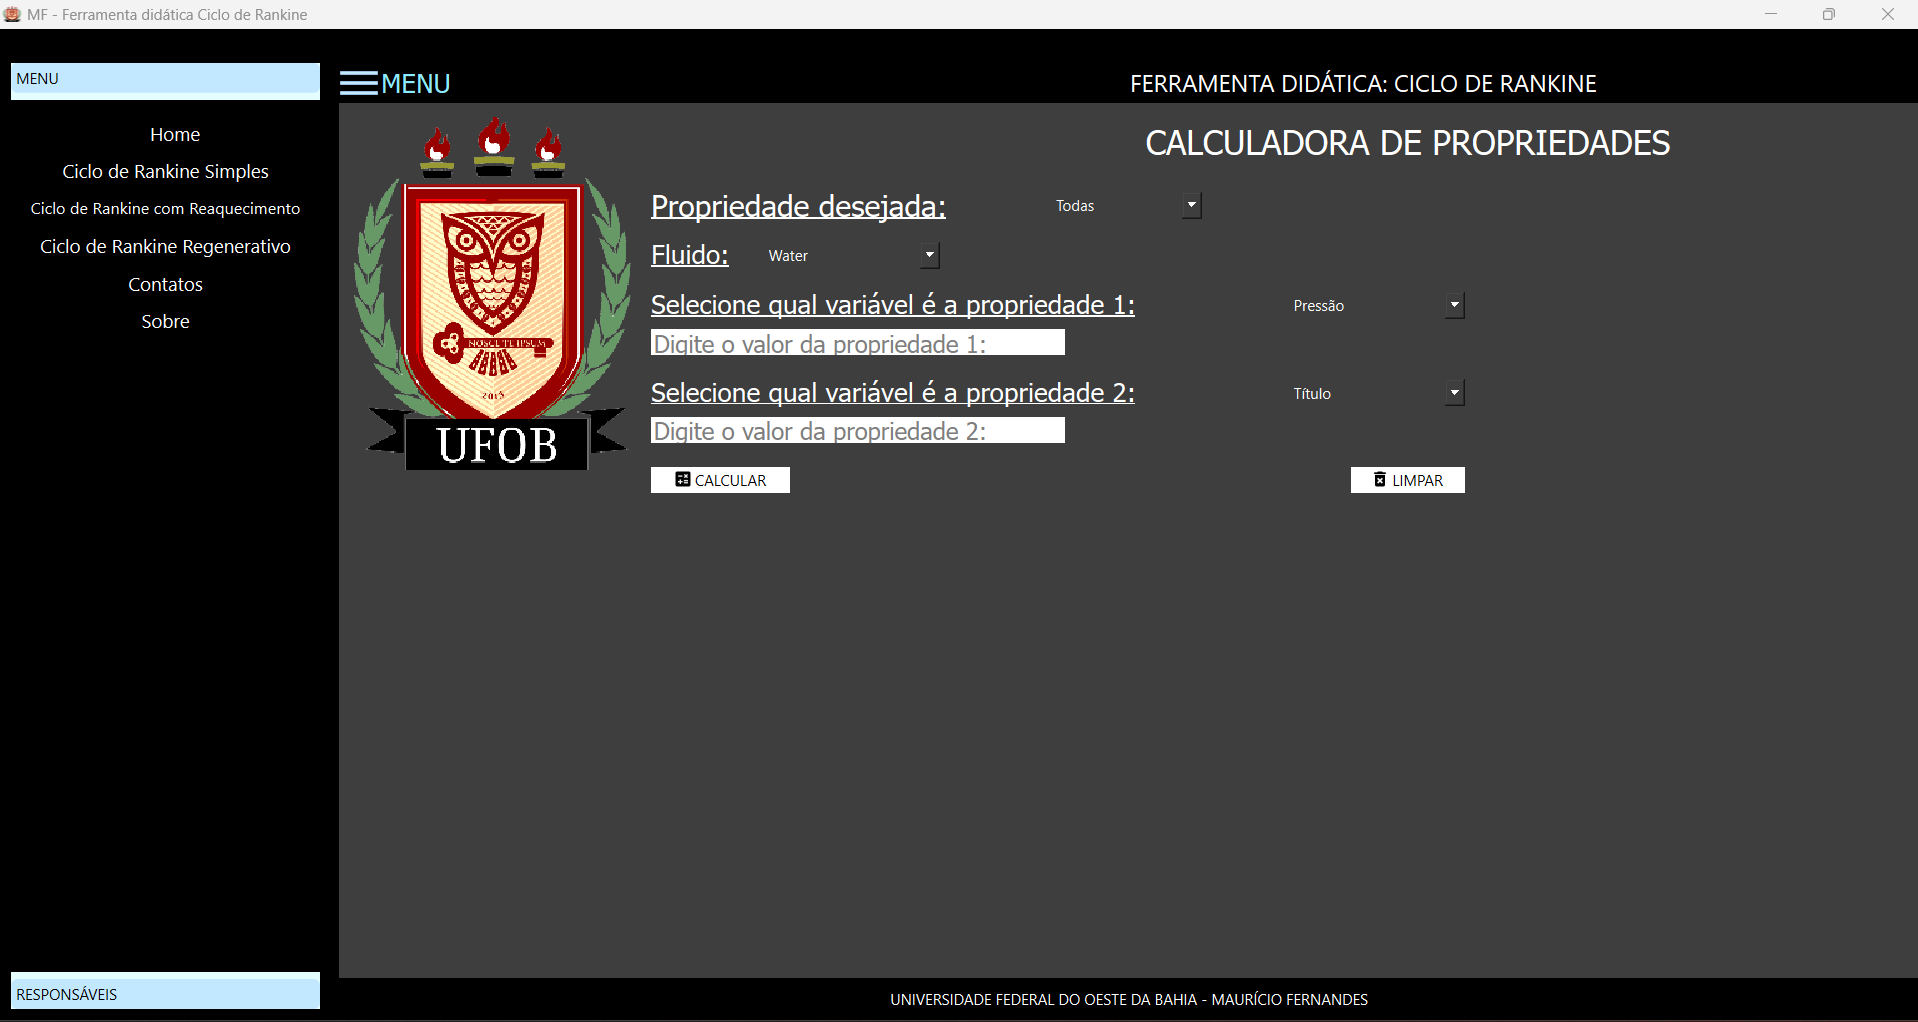 MF - Ferramenta didática Ciclo de Rankine
MENU
Home
Ciclo de Rankine Simples
Ciclo de Rankine com Reaquecimento
Ciclo de Rankine Regenerativo
Contatos
Sobre
RESPONSÁVEIS
MENU
FERRAMENTA DIDÁTICA: CICLO DE RANKINE
NOSCE TE IPSUM
2013
UFOB
CALCULADORA DE PROPRIEDADES
Propriedade desejada: Todas
Fluido: Water
Selecione qual variável é a propriedade 1: Pressão
Digite o valor da propriedade 1:
Selecione qual variável é a propriedade 2: Título
Digite o valor da propriedade 2:
CALCULAR LIMPAR
UNIVERSIDADE FEDERAL DO OESTE DA BAHIA - MAURÍCIO FERNANDES